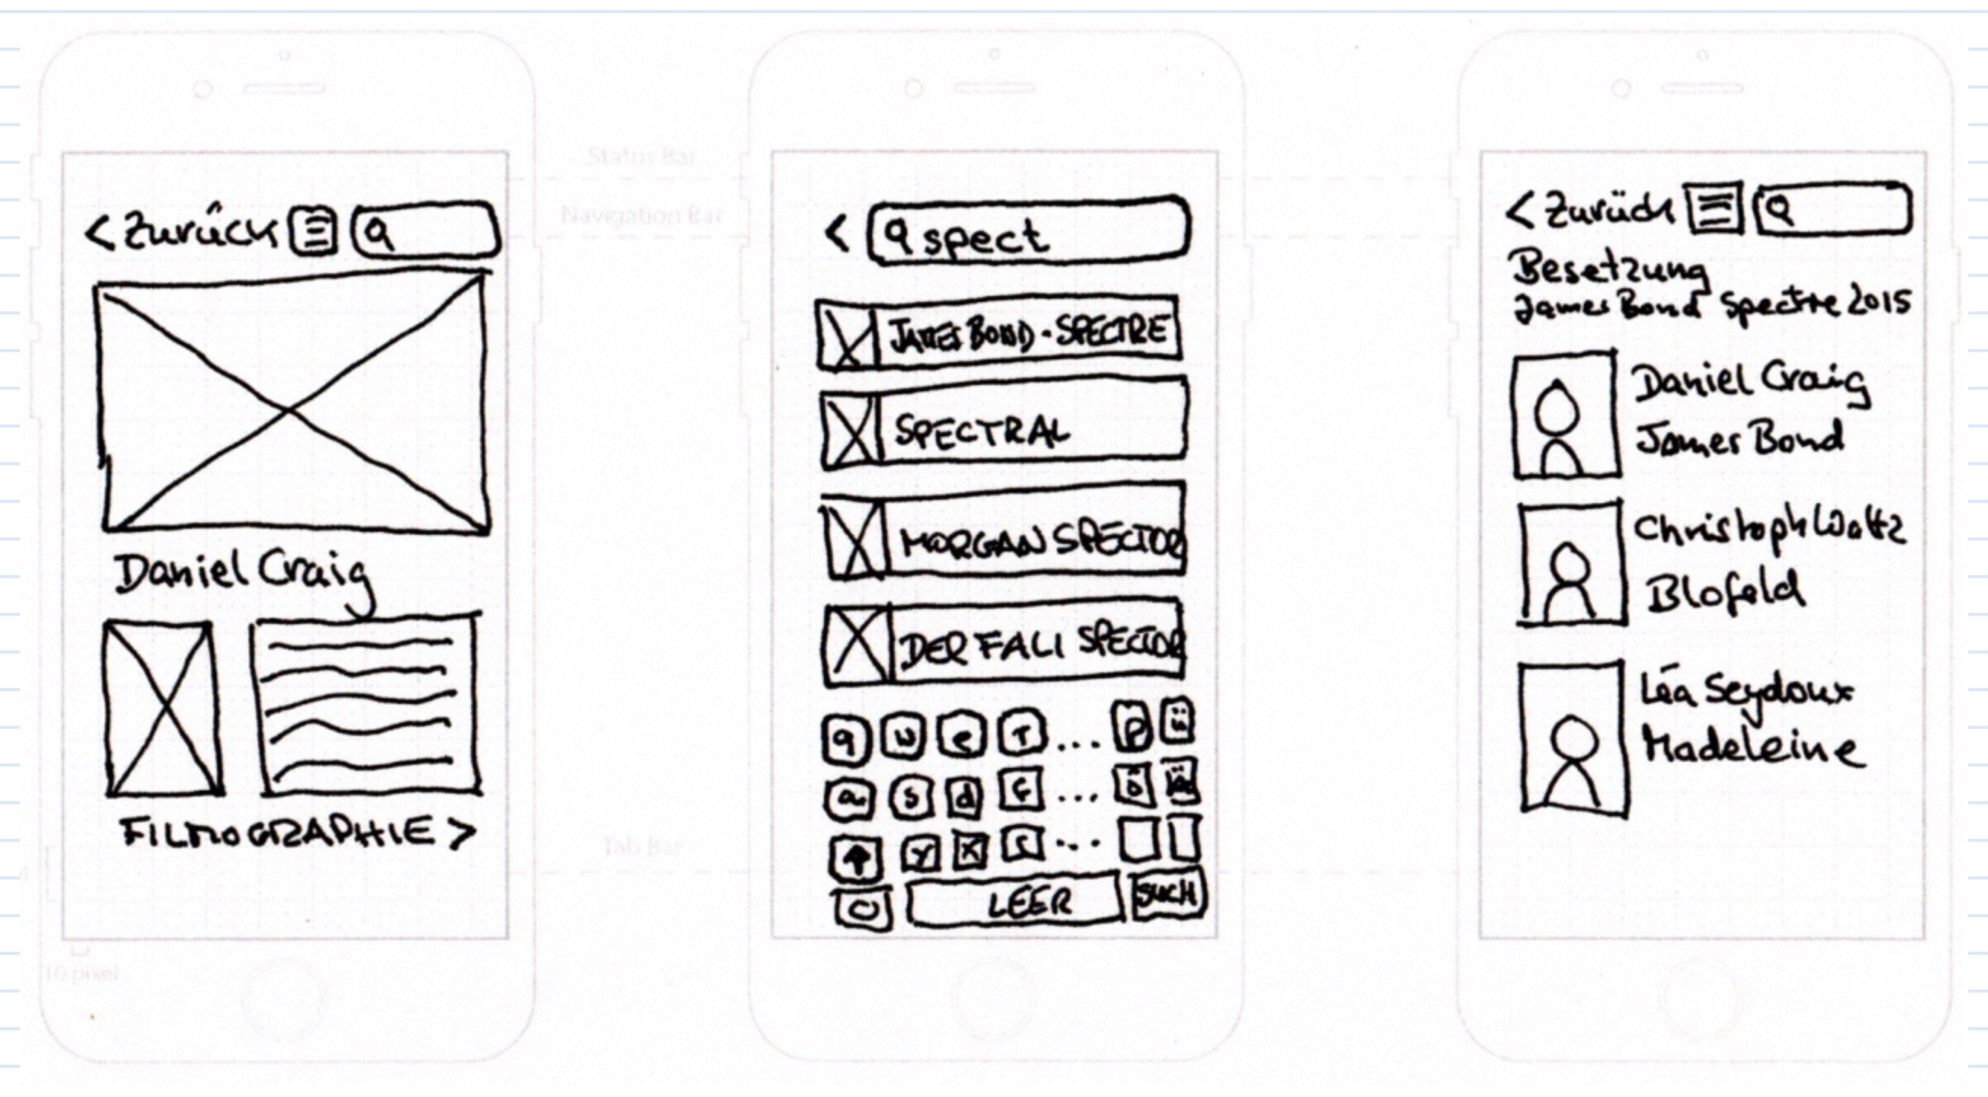 < Zurück
Daniel Craig
FILMOGRAPHIE >
Status Bar
Navigation Bar
Tab Bar
10 pixel
< spect
JAMES BOND - SPECTRE
SPECTRAL
MORGAN SPECTOR
DER FALL SPECTOR
q w e r ... p ü
a s d f ... ö ä
y x c ...
LEER SUCH
< Zurück
Besetzung
James Bond Spectre 2015
Daniel Craig
James Bond
Christoph Waltz
Blofeld
Léa Seydoux
Madeleine